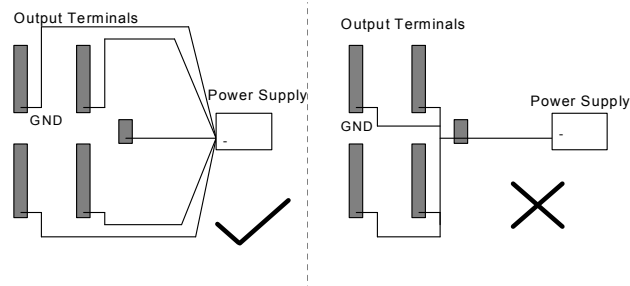 Output Terminals
Power Supply
GND
-
Output Terminals
Power Supply
GND
-